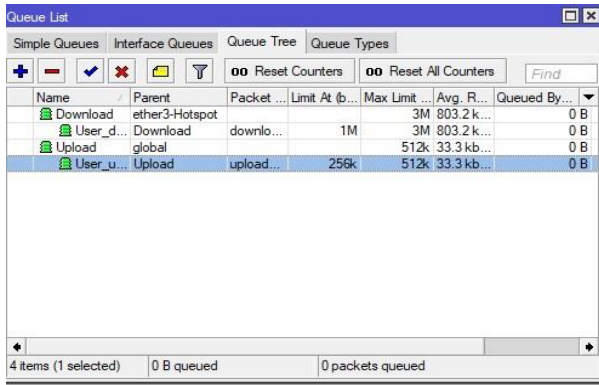 Queue List
Simple Queues Interface Queues Queue Tree Queue Types
00 Reset Counters 00 Reset All Counters Find
Name Parent Packet ... Limit At (b... Max Limit ... Avg. R... Queued By...
Download ether3-Hotspot 3M 803.2 k... 0 B
User_d... Download downlo... 1M 3M 803.2 k... 0 B
Upload global 512k 33.3 kb... 0 B
User_u... Upload upload... 256k 512k 33.3 kb... 0 B
4 items (1 selected) 0 B queued 0 packets queued